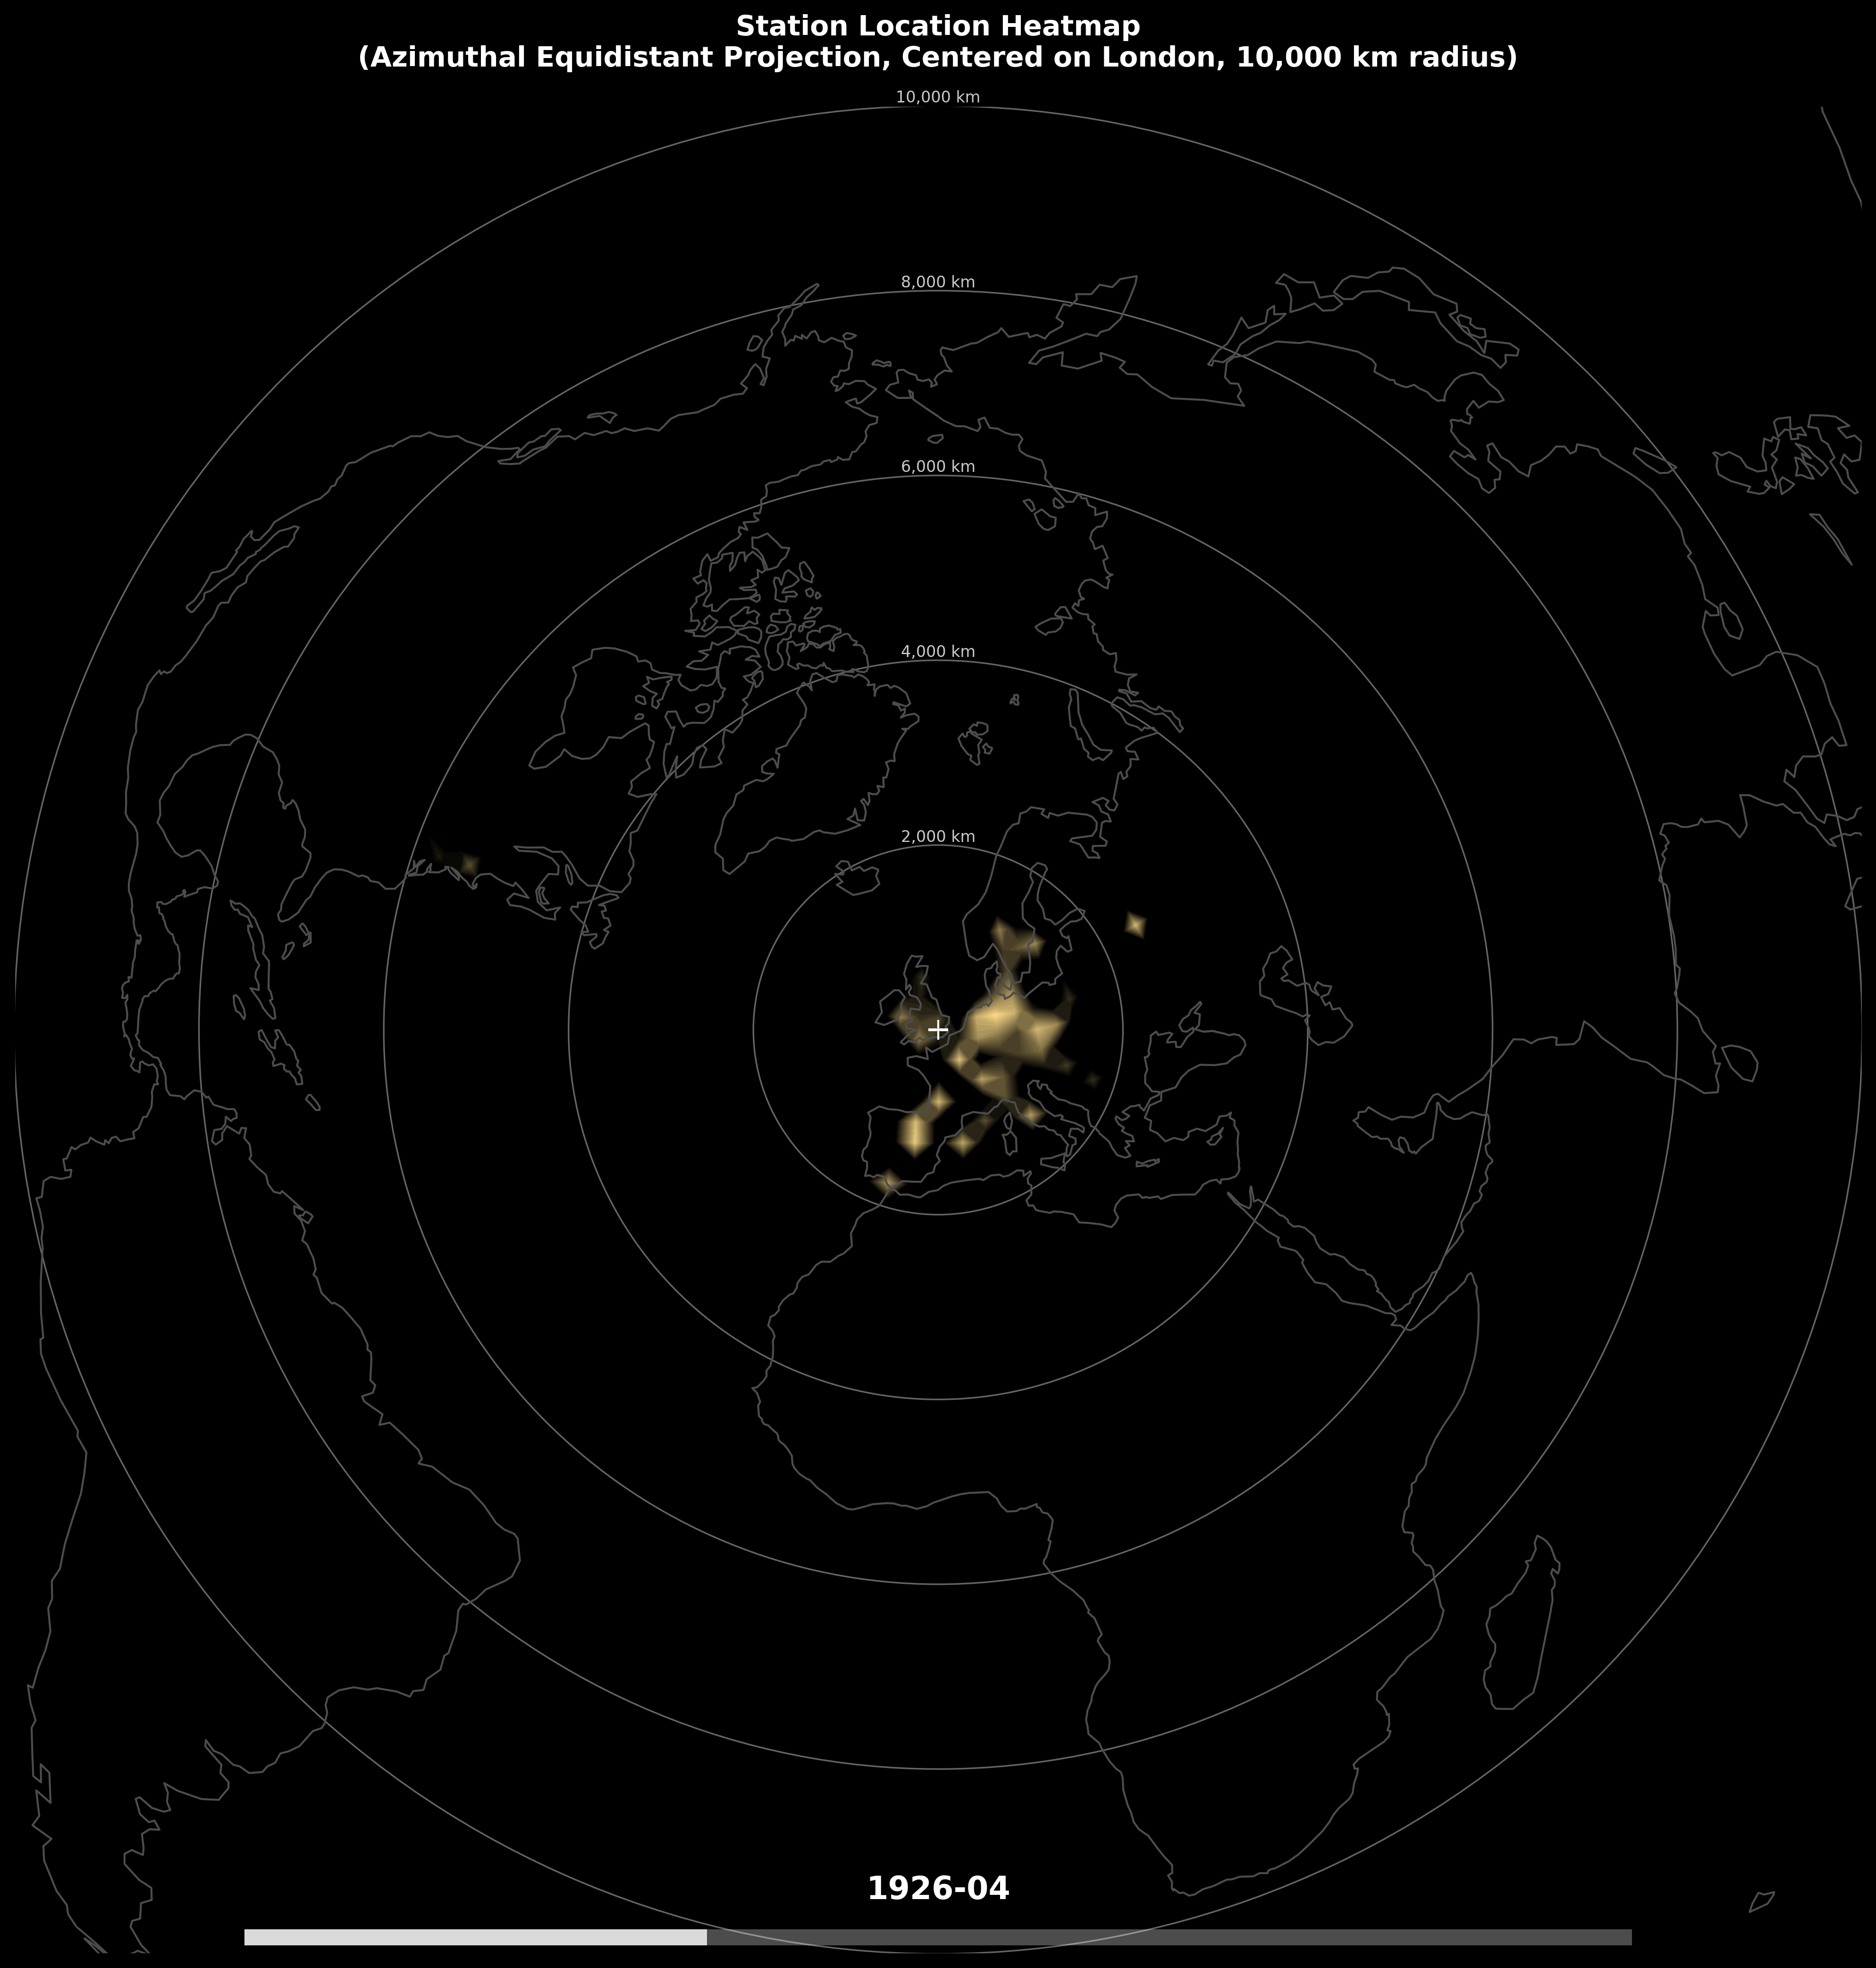 Station Location Heatmap
(Azimuthal Equidistant Projection, Centered on London, 10,000 km radius)
10,000 km
8,000 km
6,000 km
4,000 km
2,000 km
1926-04